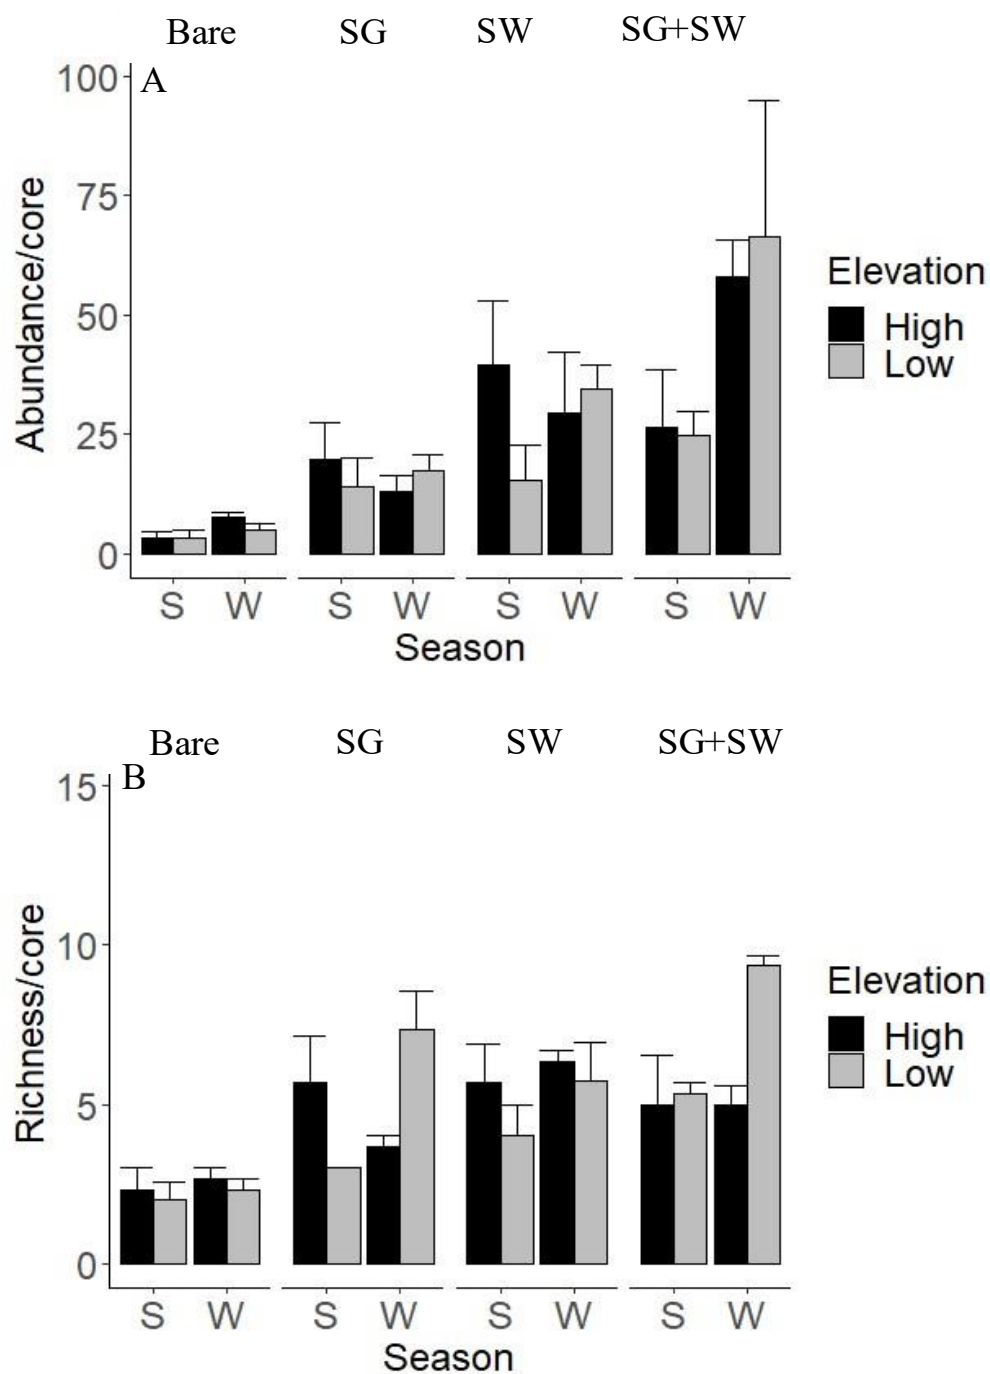 Bare SG SW SG+SW
A
100
75
50
25
0
Abundance/core
S W S W S W S W
Season
Elevation
High
Low
Bare SG SW SG+SW
B
15
10
5
0
Richness/core
S W S W S W S W
Season
Elevation
High
Low